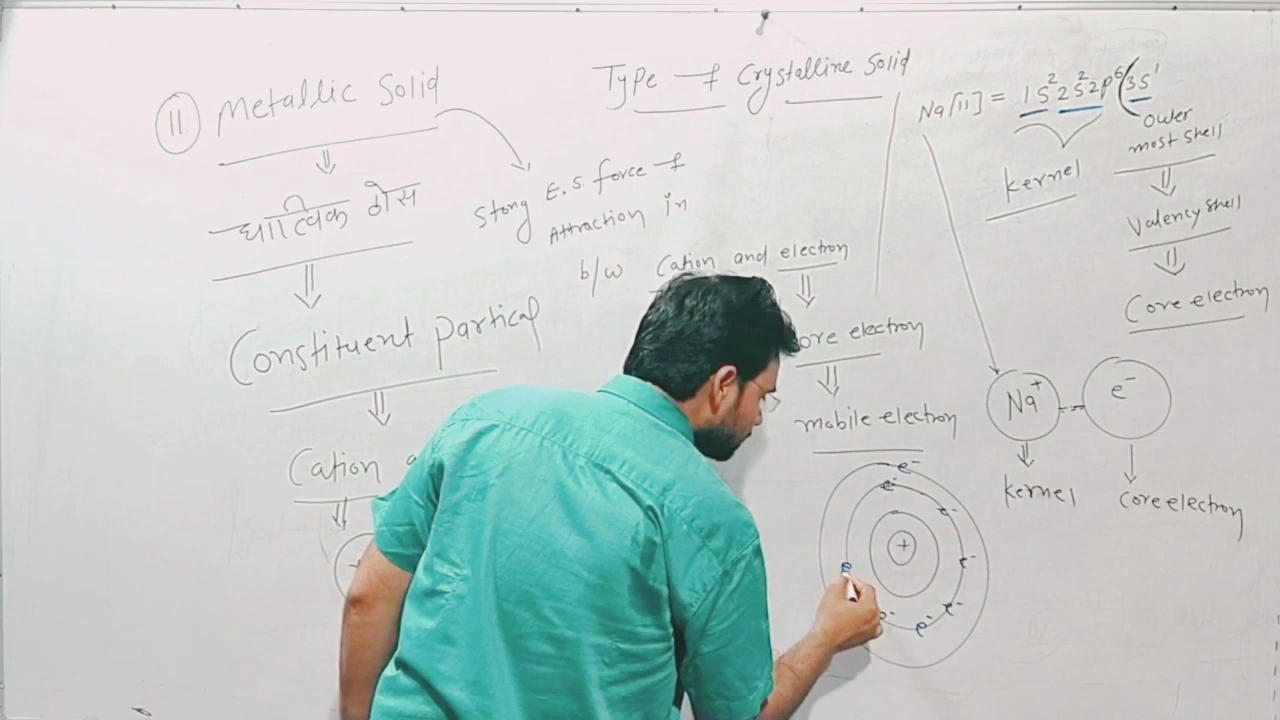 Type of Crystalline Solid
(II) Metallic Solid
धात्विक ठोस
Constituent Partical
Cation
Stong E.S. force of
Attraction in
b/w Cation and electron
ore electron
mobile electron
Na[11] = 1s² 2s² 2p⁶ (3s¹
kernel
outer
most shell
Valency shell
Core electron
Na⁺ -- e⁻
kernel
core electron
e⁻
e⁻
e⁻
+
e⁻
e⁻
e⁻
e⁻
e